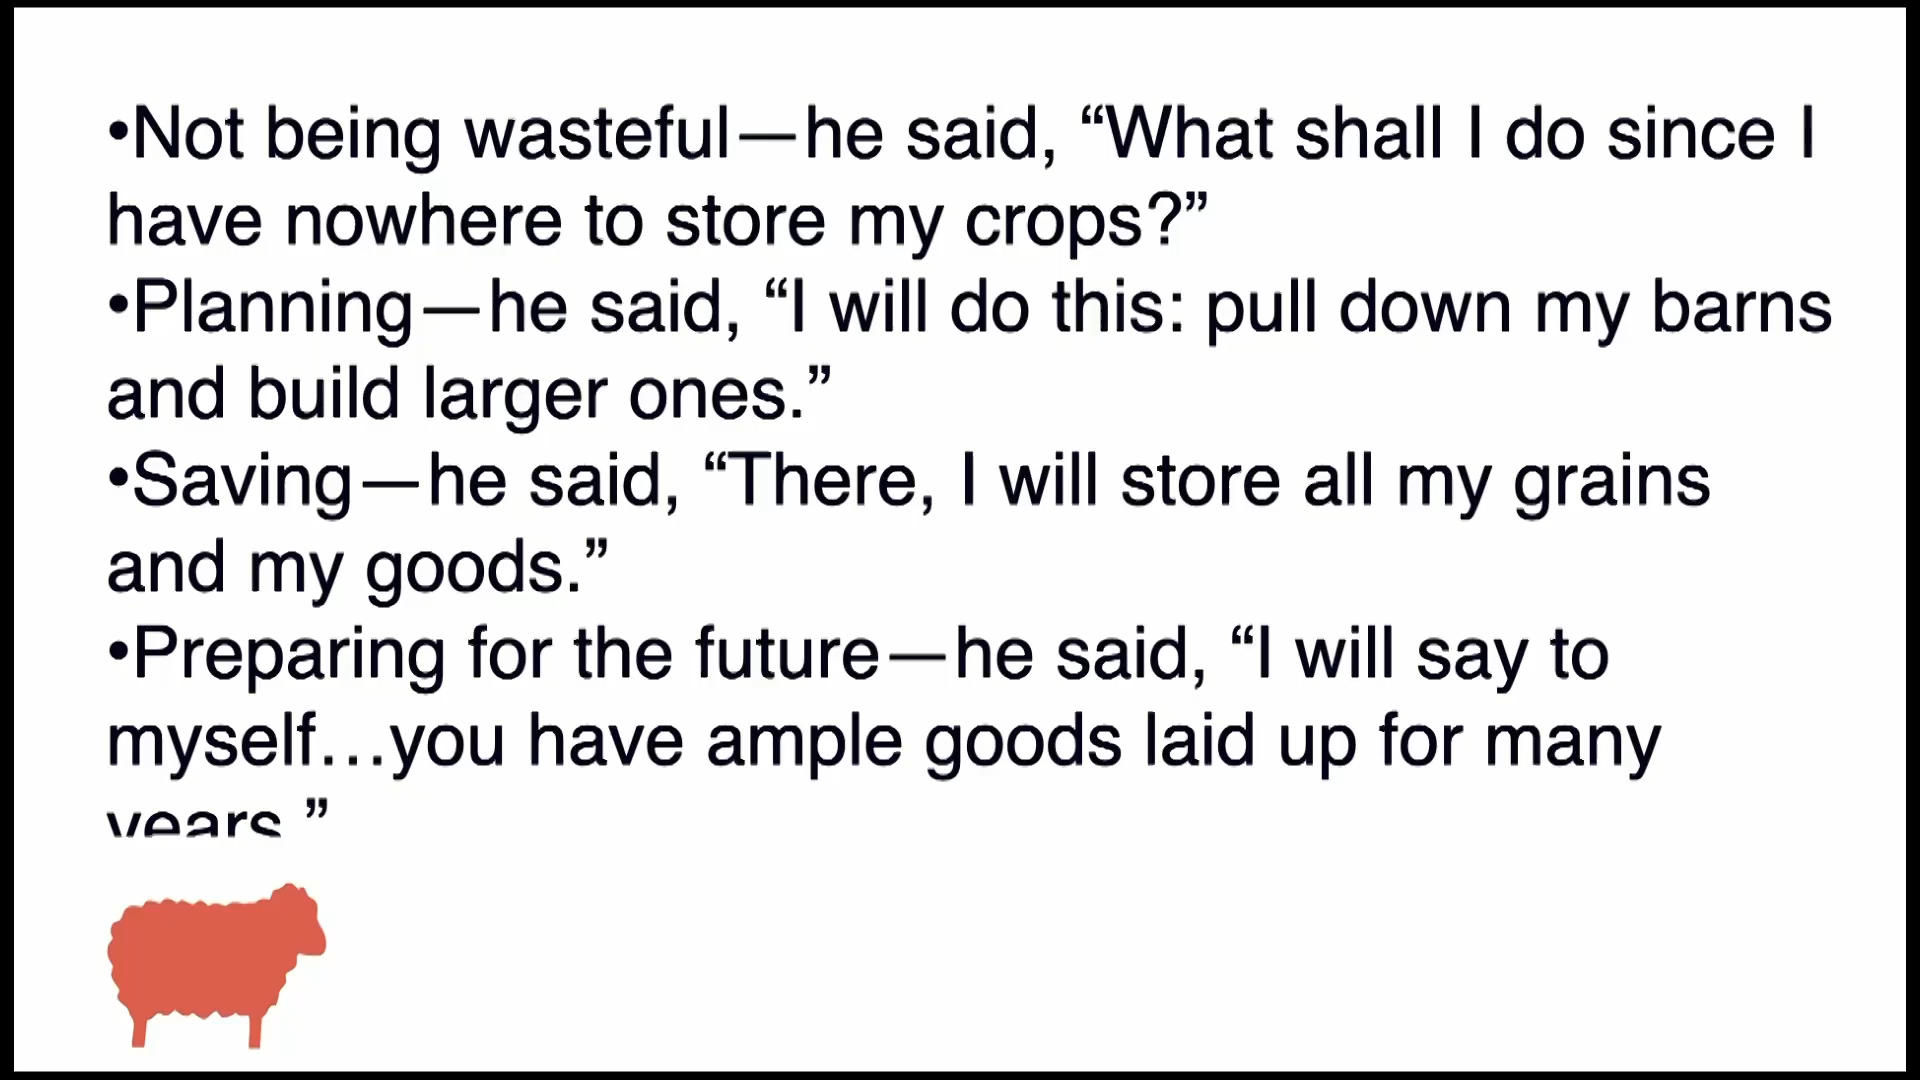 •Not being wasteful—he said, “What shall I do since I
have nowhere to store my crops?”
•Planning—he said, “I will do this: pull down my barns
and build larger ones.”
•Saving—he said, “There, I will store all my grains
and my goods.”
•Preparing for the future—he said, “I will say to
myself…you have ample goods laid up for many
years.”